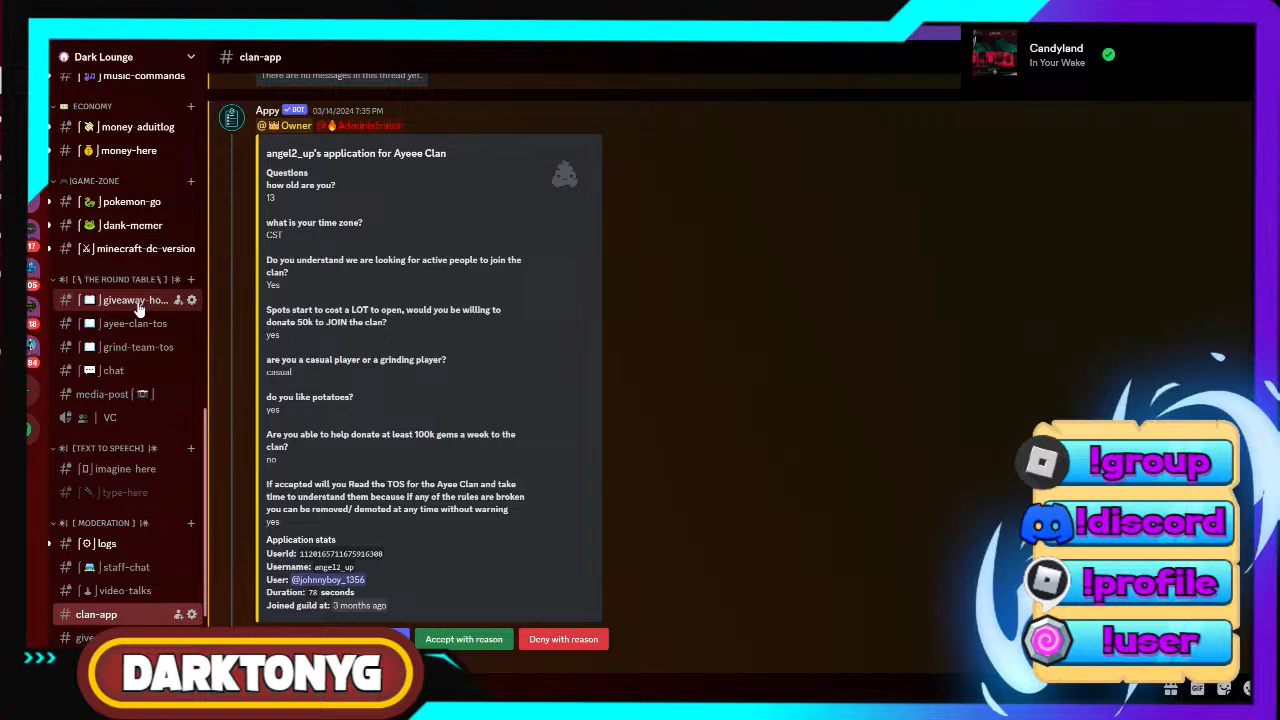 Dark Lounge
music-commands
ECONOMY
money-aduitlog
money-here
GAME-ZONE
pokemon-go
dank-memer
minecraft-dc-version
[ THE ROUND TABLE ]
giveaway-ho...
ayee-clan-tos
grind-team-tos
chat
media-post
VC
[TEXT TO SPEECH]
imagine here
type-here
[ MODERATION ]
logs
staff-chat
video-talks
clan-app
# clan-app
There are no messages in this thread yet.
Appy BOT 03/14/2024 7:35 PM
@ Owner Administrator
angel2_up's application for Ayeee Clan
Questions
how old are you?
13
what is your time zone?
CST
Do you understand we are looking for active people to join the
clan?
Yes
Spots start to cost a LOT to open, would you be willing to
donate 50k to JOIN the clan?
yes
are you a casual player or a grinding player?
casual
do you like potatoes?
yes
Are you able to help donate at least 100k gems a week to the
clan?
no
If accepted will you Read the TOS for the Ayee Clan and take
time to understand them because if any of the rules are broken
you can be removed/ demoted at any time without warning
yes
Application stats
UserId: 1120165711675916308
Username: angel2_up
User: @johnnyboy_1356
Duration: 78 seconds
Joined guild at: 3 months ago
Accept with reason
Deny with reason
Candyland
In Your Wake
!group
!discord
!profile
!user
GIF
17
05
18
84
DARKTONYG